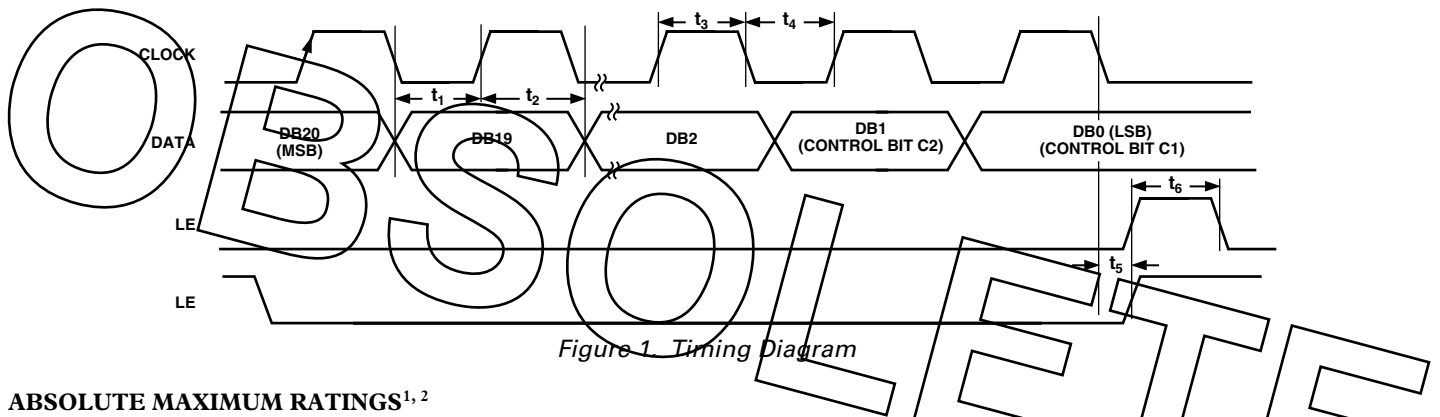 OBSOLETE
CLOCK
t3 t4
t1 t2
DATA
DB20
(MSB)
DB19
DB2
DB1
(CONTROL BIT C2)
DB0 (LSB)
(CONTROL BIT C1)
t6
LE
t5
LE
Figure 1. Timing Diagram
ABSOLUTE MAXIMUM RATINGS1, 2